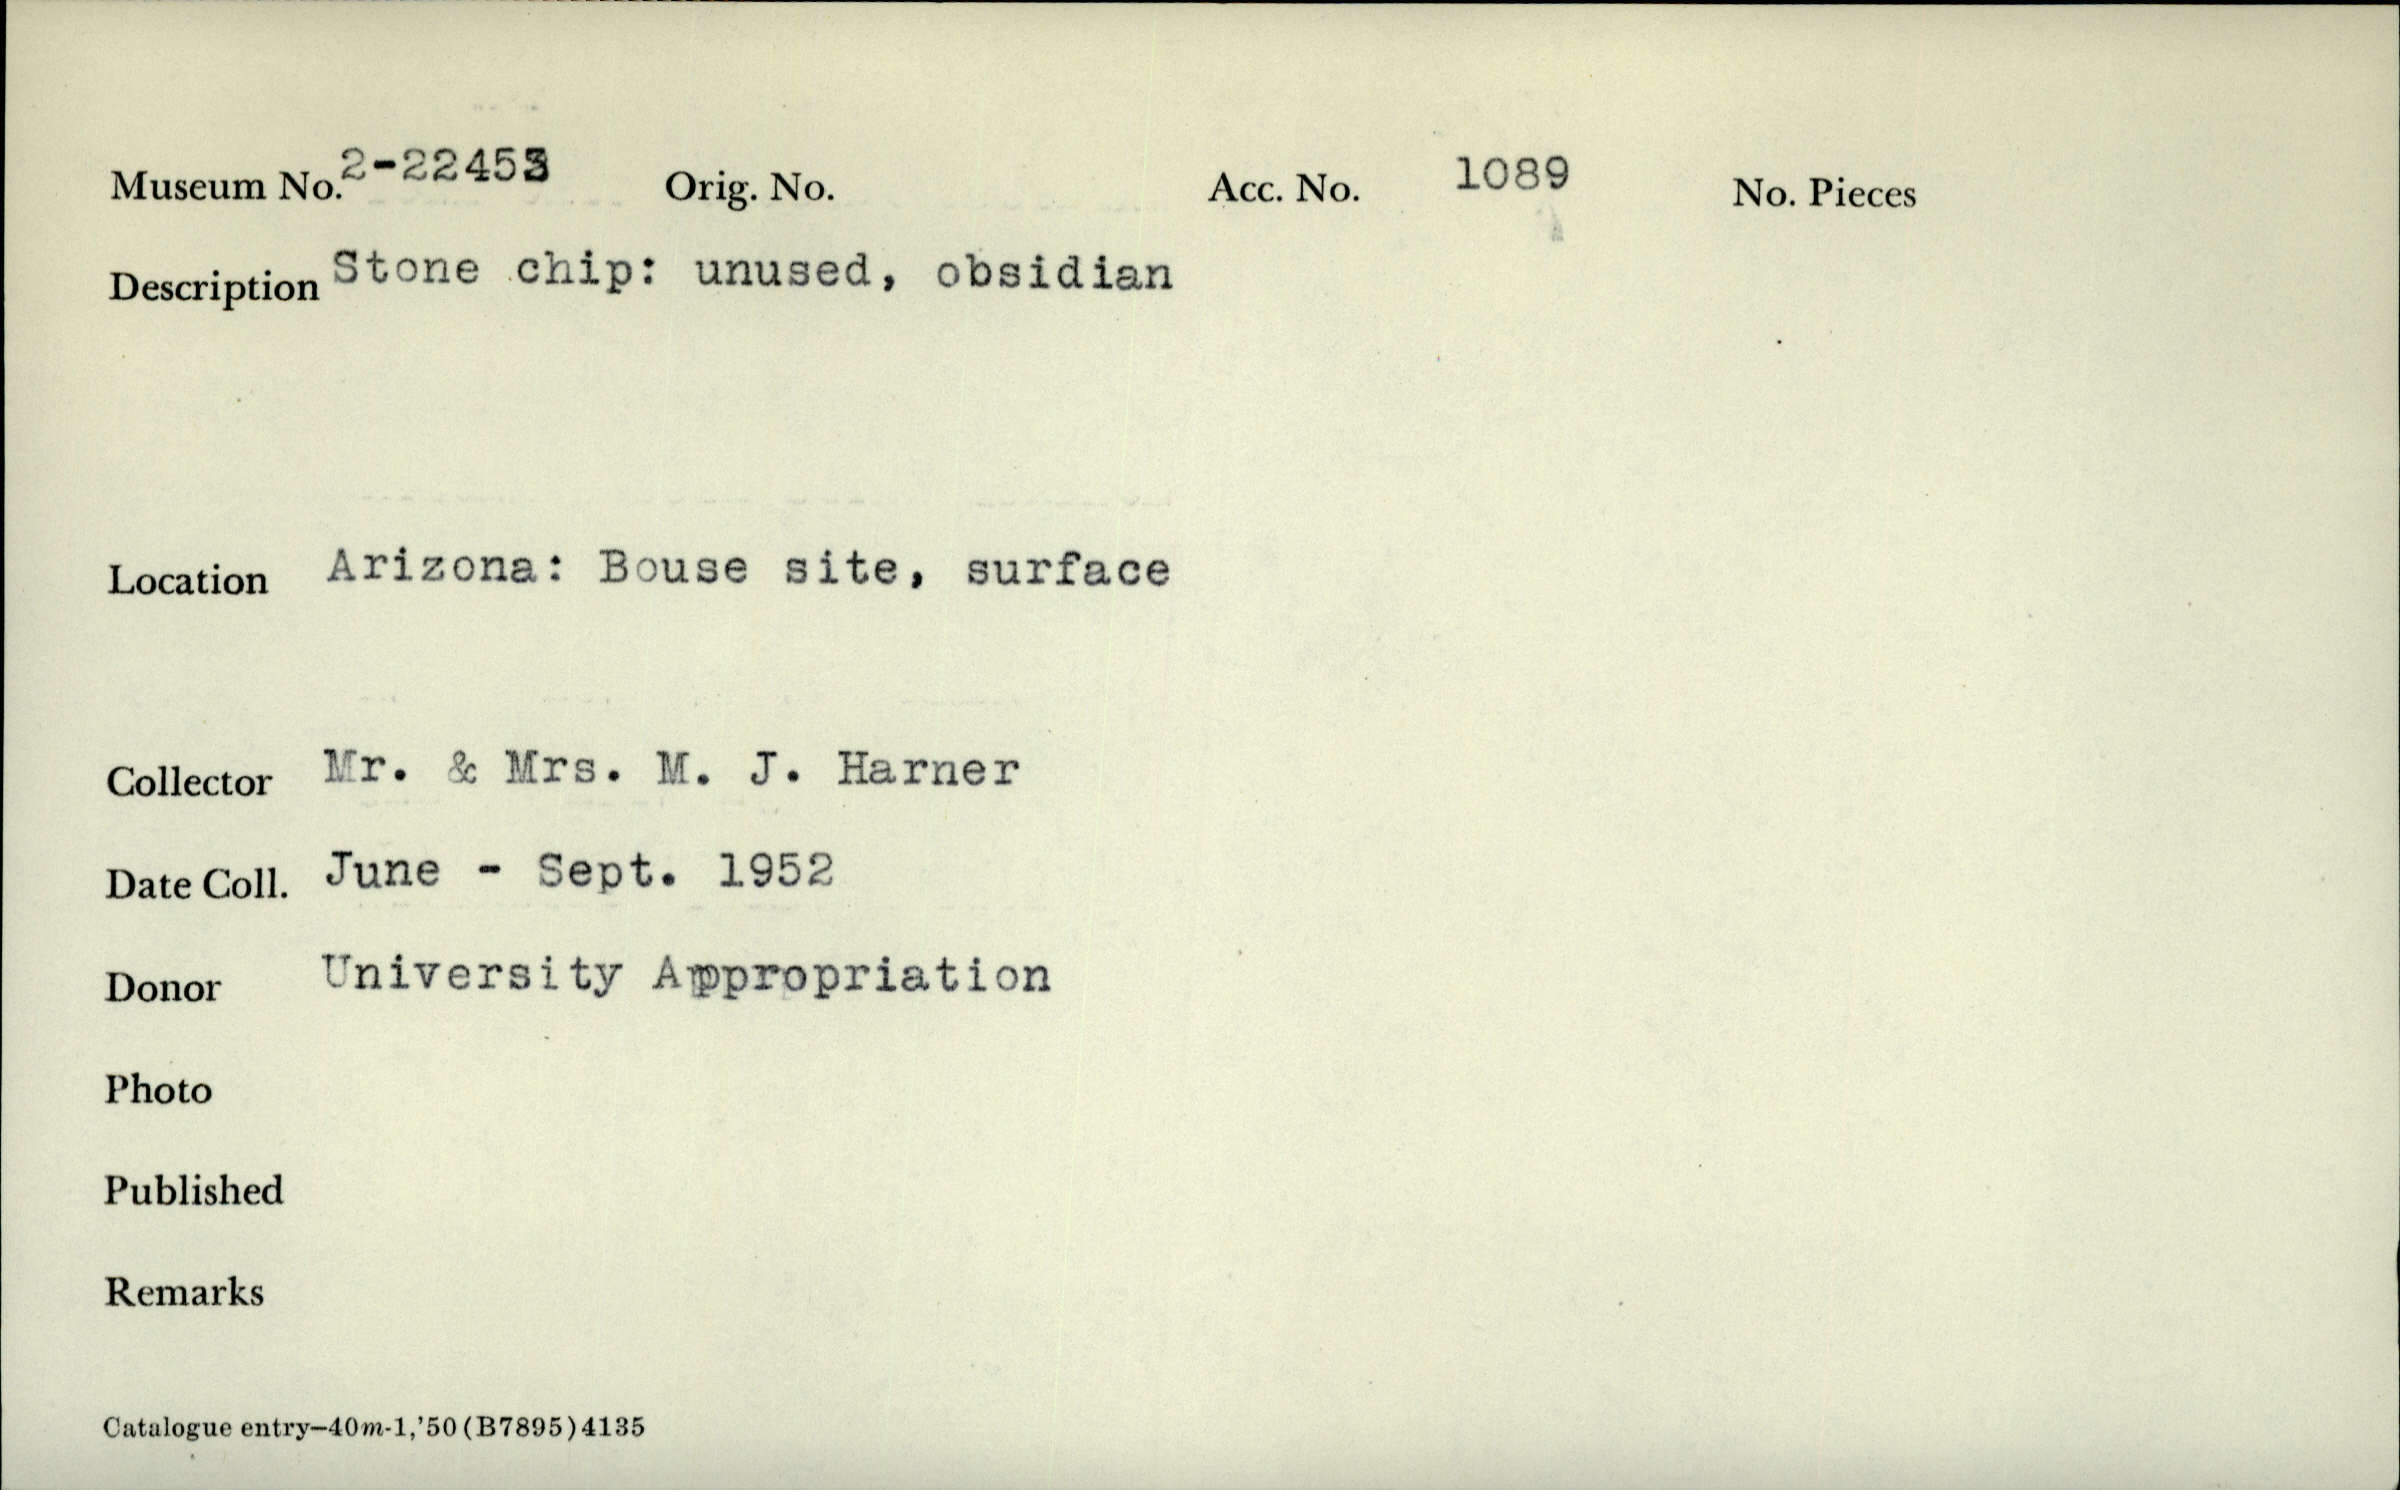 Museum No. 2-22453 Orig. No. Acc. No. 1089 No. Pieces
Description Stone chip: unused, obsidian
Location Arizona: Bouse site, surface
Collector Mr. & Mrs. M. J. Harner
Date Coll. June - Sept. 1952
Donor University Appropriation
Photo
Published
Remarks
Catalogue entry—40m-1,'50(B7895)4135